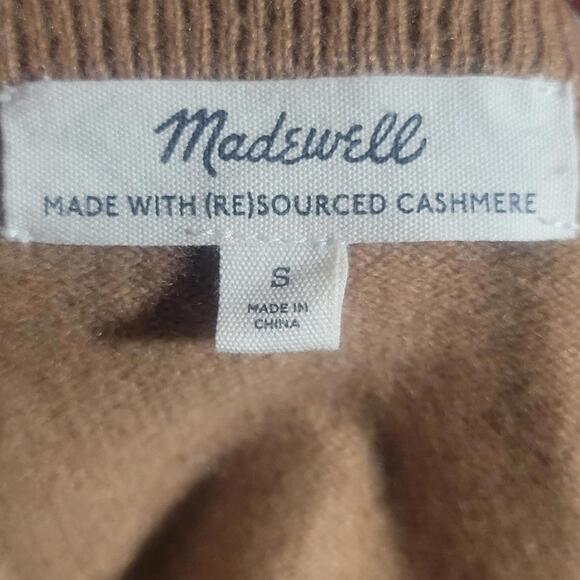 Madewell
MADE WITH (RE)SOURCED CASHMERE
S
MADE IN
CHINA